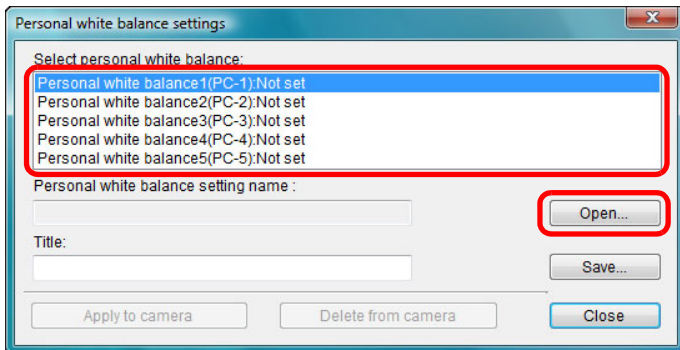 Personal white balance settings
Select personal white balance:
Personal white balance1(PC-1):Not set
Personal white balance2(PC-2):Not set
Personal white balance3(PC-3):Not set
Personal white balance4(PC-4):Not set
Personal white balance5(PC-5):Not set
Personal white balance setting name :
Open...
Title:
Save...
Apply to camera Delete from camera Close